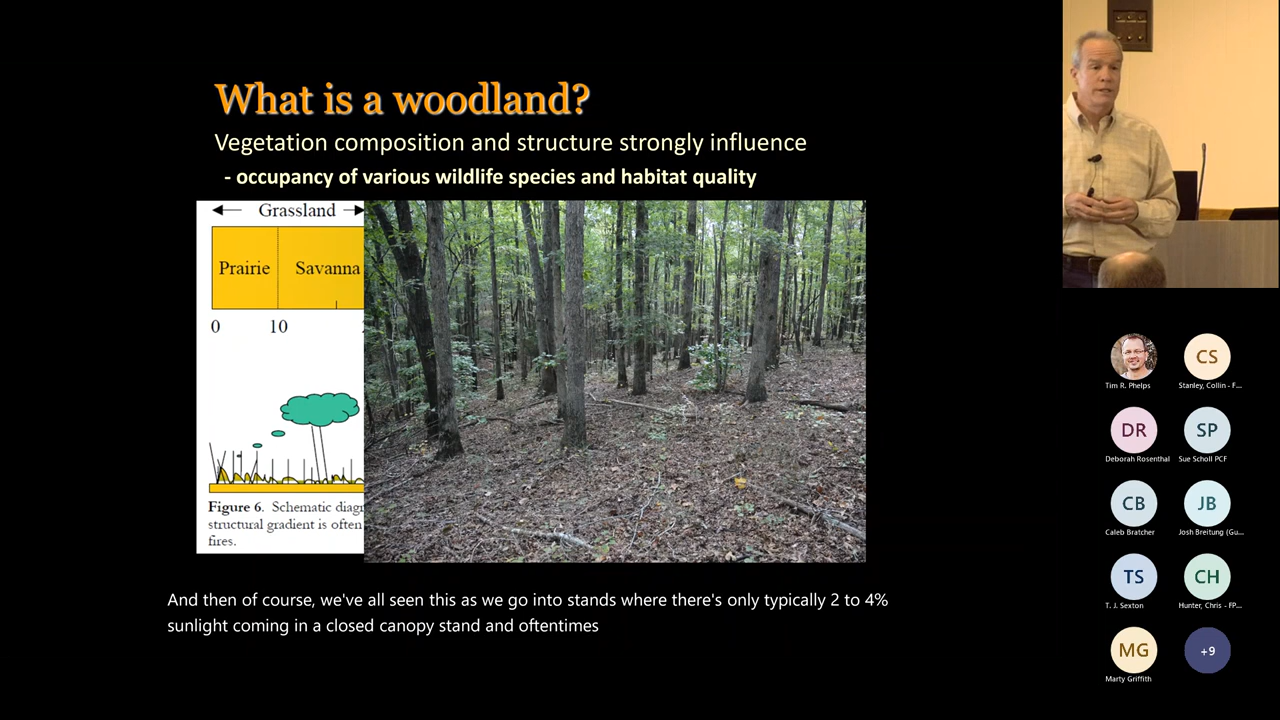 What is a woodland?
Vegetation composition and structure strongly influence
- occupancy of various wildlife species and habitat quality
Grassland
Prairie
Savanna
0
10
Figure 6. Schematic diagr
structural gradient is often
fires.
And then of course, we've all seen this as we go into stands where there's only typically 2 to 4%
sunlight coming in a closed canopy stand and oftentimes
Tim R. Phelps
CS
Stanley, Collin - F...
DR
Deborah Rosenthal
SP
Sue Scholl PCF
CB
Caleb Bratcher
JB
Josh Breitung (Gu...
TS
T. J. Sexton
CH
Hunter, Chris - FP...
MG
Marty Griffith
+9